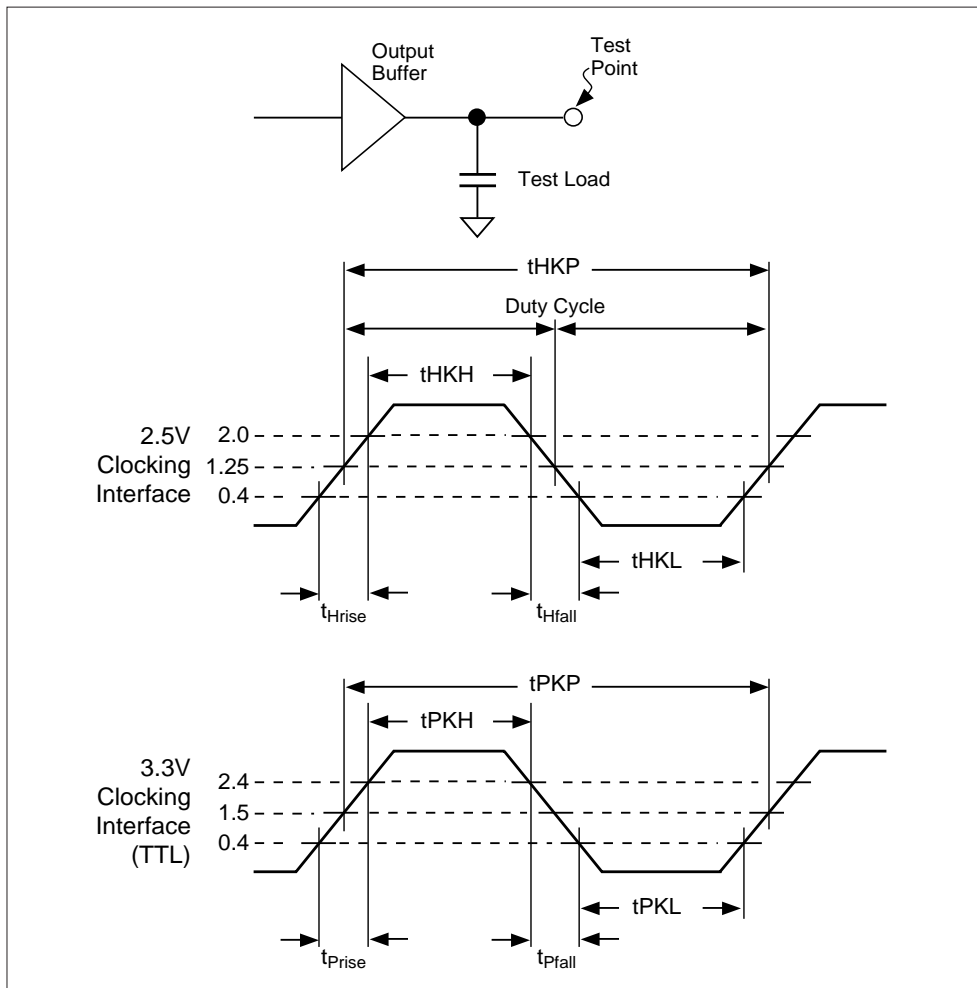 Output
Buffer
Test
Point
Test Load
tHKP
Duty Cycle
tHKH
2.5V
Clocking
Interface
2.0
1.25
0.4
tHKL
tHrise
tHfall
tPKP
tPKH
3.3V
Clocking
Interface
(TTL)
2.4
1.5
0.4
tPKL
tPrise
tPfall